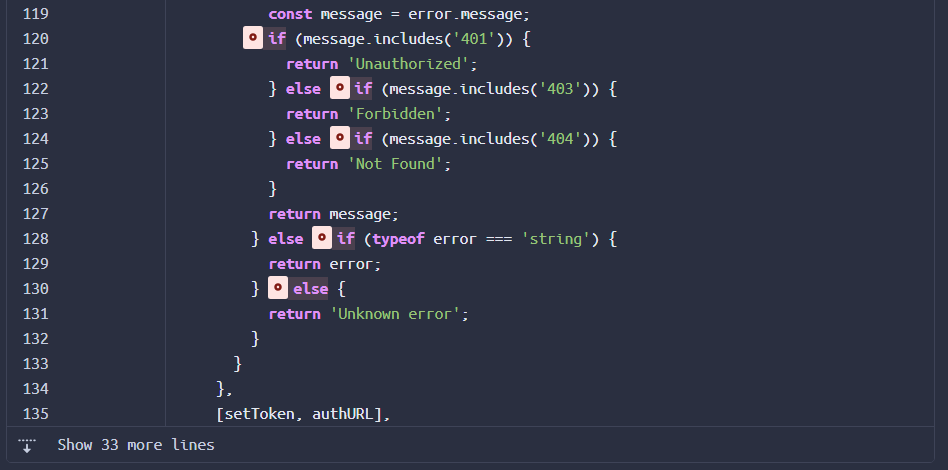 119 const message = error.message;
120 if (message.includes('401')) {
121 return 'Unauthorized';
122 } else if (message.includes('403')) {
123 return 'Forbidden';
124 } else if (message.includes('404')) {
125 return 'Not Found';
126 }
127 return message;
128 } else if (typeof error === 'string') {
129 return error;
130 } else {
131 return 'Unknown error';
132 }
133 }
134 },
135 [setToken, authURL],
Show 33 more lines